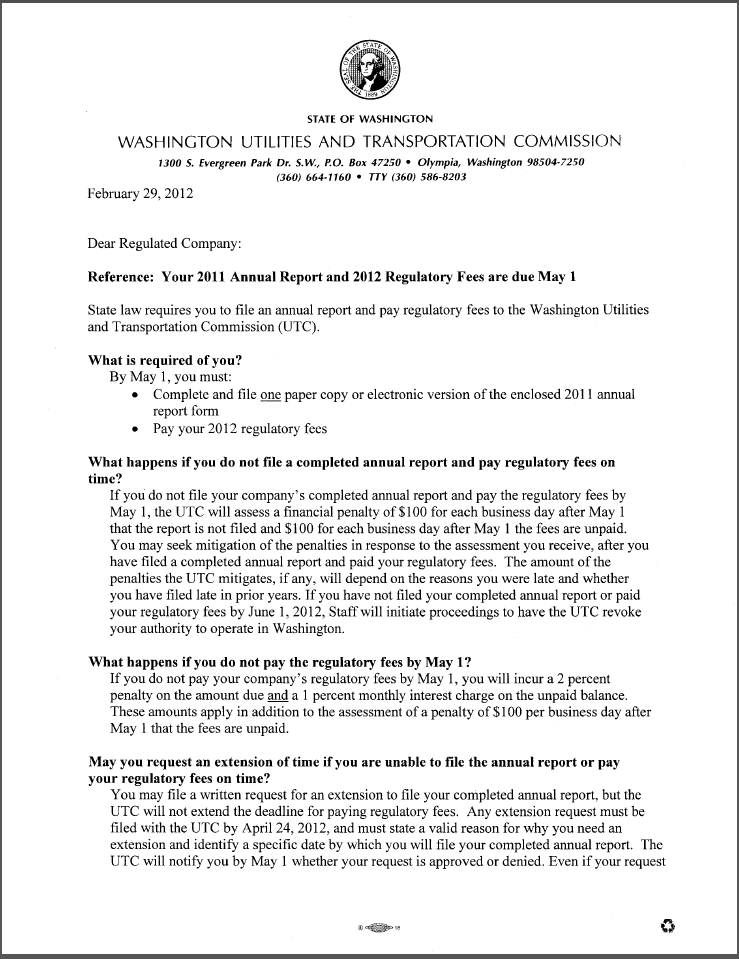 THE SEAL OF THE STATE OF WASHINGTON
1889
STATE OF WASHINGTON
WASHINGTON UTILITIES AND TRANSPORTATION COMMISSION
1300 S. Evergreen Park Dr. S.W., P.O. Box 47250 • Olympia, Washington 98504-7250
(360) 664-1160 • TTY (360) 586-8203
February 29, 2012
Dear Regulated Company:
Reference: Your 2011 Annual Report and 2012 Regulatory Fees are due May 1
State law requires you to file an annual report and pay regulatory fees to the Washington Utilities
and Transportation Commission (UTC).
What is required of you?
By May 1, you must:
• Complete and file one paper copy or electronic version of the enclosed 2011 annual
report form
• Pay your 2012 regulatory fees
What happens if you do not file a completed annual report and pay regulatory fees on
time?
If you do not file your company's completed annual report and pay the regulatory fees by
May 1, the UTC will assess a financial penalty of $100 for each business day after May 1
that the report is not filed and $100 for each business day after May 1 the fees are unpaid.
You may seek mitigation of the penalties in response to the assessment you receive, after you
have filed a completed annual report and paid your regulatory fees. The amount of the
penalties the UTC mitigates, if any, will depend on the reasons you were late and whether
you have filed late in prior years. If you have not filed your completed annual report or paid
your regulatory fees by June 1, 2012, Staff will initiate proceedings to have the UTC revoke
your authority to operate in Washington.
What happens if you do not pay the regulatory fees by May 1?
If you do not pay your company's regulatory fees by May 1, you will incur a 2 percent
penalty on the amount due and a 1 percent monthly interest charge on the unpaid balance.
These amounts apply in addition to the assessment of a penalty of $100 per business day after
May 1 that the fees are unpaid.
May you request an extension of time if you are unable to file the annual report or pay
your regulatory fees on time?
You may file a written request for an extension to file your completed annual report, but the
UTC will not extend the deadline for paying regulatory fees. Any extension request must be
filed with the UTC by April 24, 2012, and must state a valid reason for why you need an
extension and identify a specific date by which you will file your completed annual report. The
UTC will notify you by May 1 whether your request is approved or denied. Even if your request